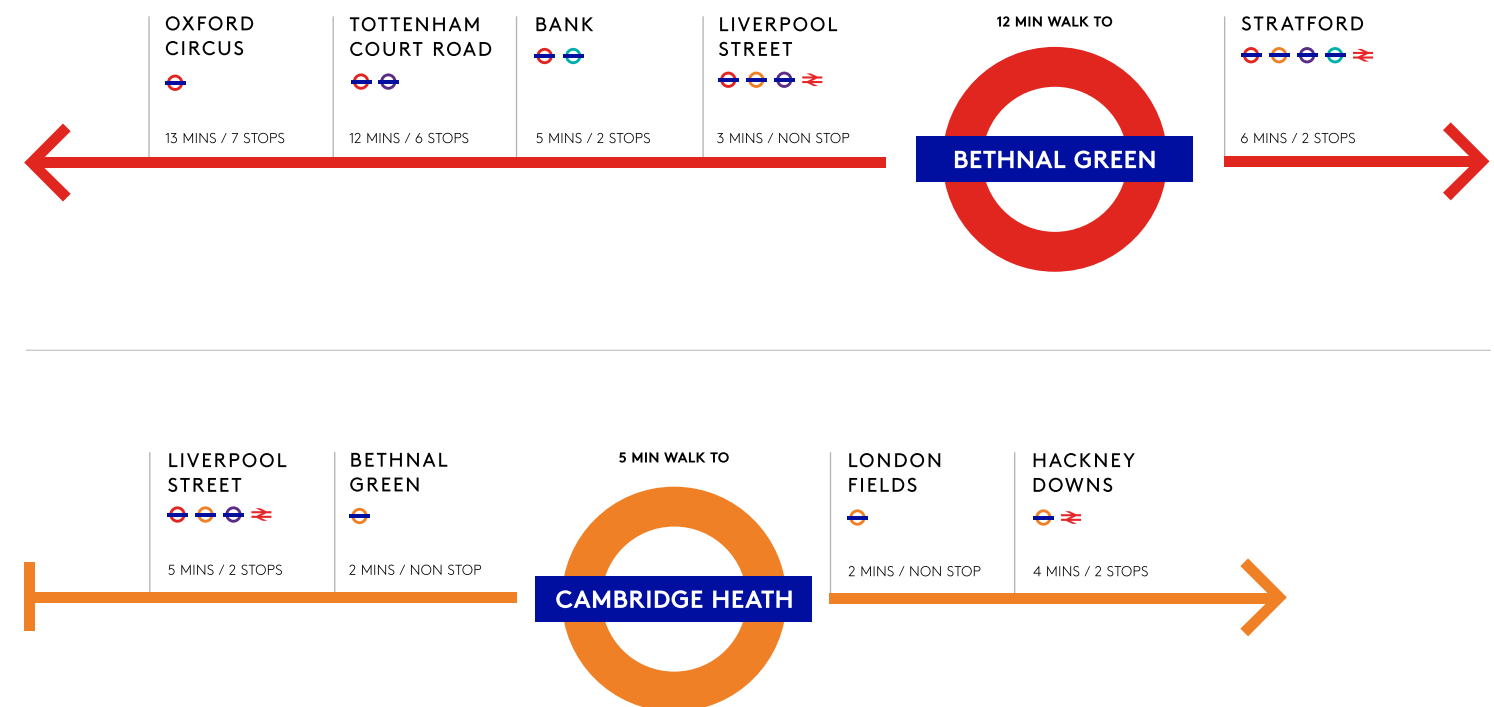 OXFORD
CIRCUS
13 MINS / 7 STOPS
TOTTENHAM
COURT ROAD
12 MINS / 6 STOPS
BANK
5 MINS / 2 STOPS
LIVERPOOL
STREET
3 MINS / NON STOP
12 MIN WALK TO
BETHNAL GREEN
STRATFORD
6 MINS / 2 STOPS
LIVERPOOL
STREET
5 MINS / 2 STOPS
BETHNAL
GREEN
2 MINS / NON STOP
5 MIN WALK TO
CAMBRIDGE HEATH
LONDON
FIELDS
2 MINS / NON STOP
HACKNEY
DOWNS
4 MINS / 2 STOPS